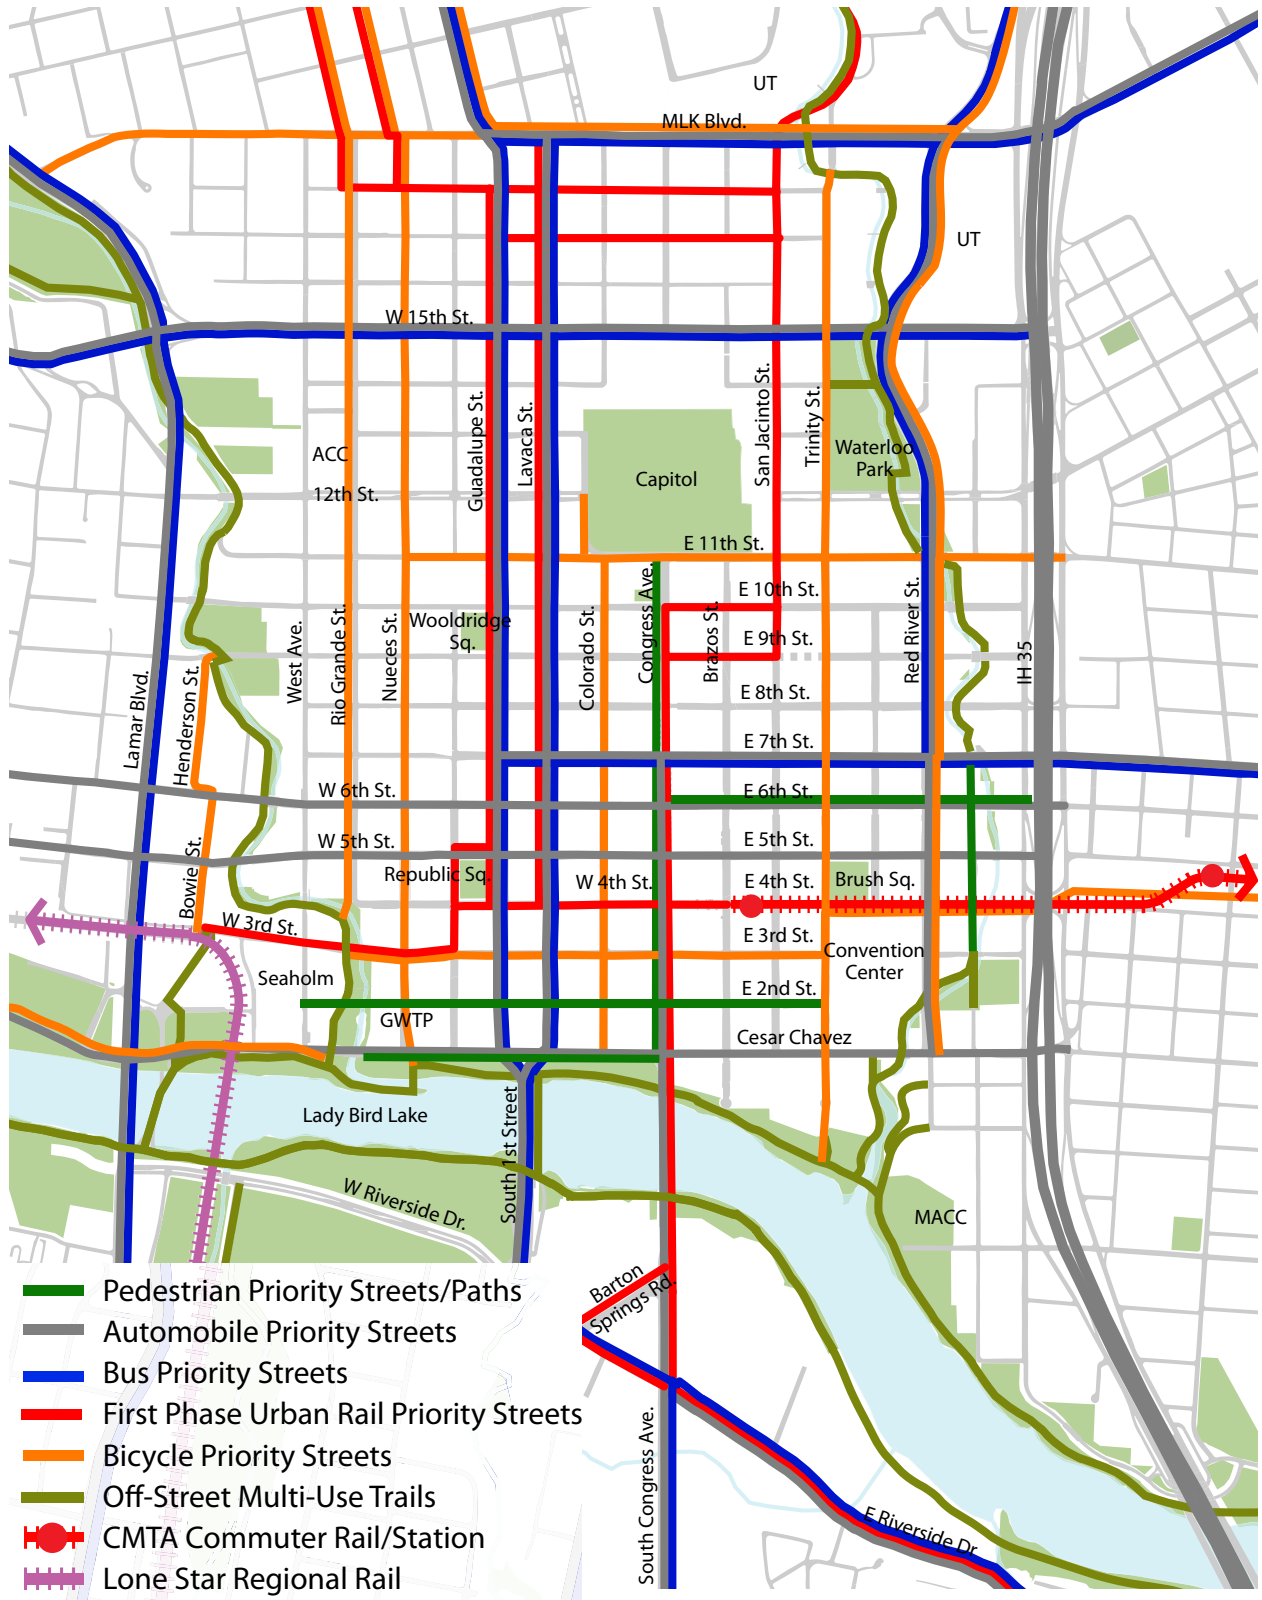 UT
MLK Blvd.
UT
W 15th St.
Guadalupe St.
Lavaca St.
San Jacinto St.
Trinity St.
ACC
Waterloo
Park
Capitol
12th St.
E 11th St.
E 10th St.
Wooldridge
Sq.
E 9th St.
West Ave.
Rio Grande St.
Nueces St.
Colorado St.
Congress Ave.
Brazos St.
Red River St.
IH 35
Lamar Blvd.
Henderson St.
E 8th St.
E 7th St.
W 6th St.
E 6th St.
W 5th St.
E 5th St.
Bowie St.
Republic Sq.
W 4th St.
E 4th St.
Brush Sq.
W 3rd St.
E 3rd St.
Convention
Center
Seaholm
E 2nd St.
GWTP
Cesar Chavez
Lady Bird Lake
South 1st Street
W Riverside Dr.
MACC
Barton
Springs Rd.
South Congress Ave.
E Riverside Dr
Pedestrian Priority Streets/Paths
Automobile Priority Streets
Bus Priority Streets
First Phase Urban Rail Priority Streets
Bicycle Priority Streets
Off-Street Multi-Use Trails
CMTA Commuter Rail/Station
Lone Star Regional Rail